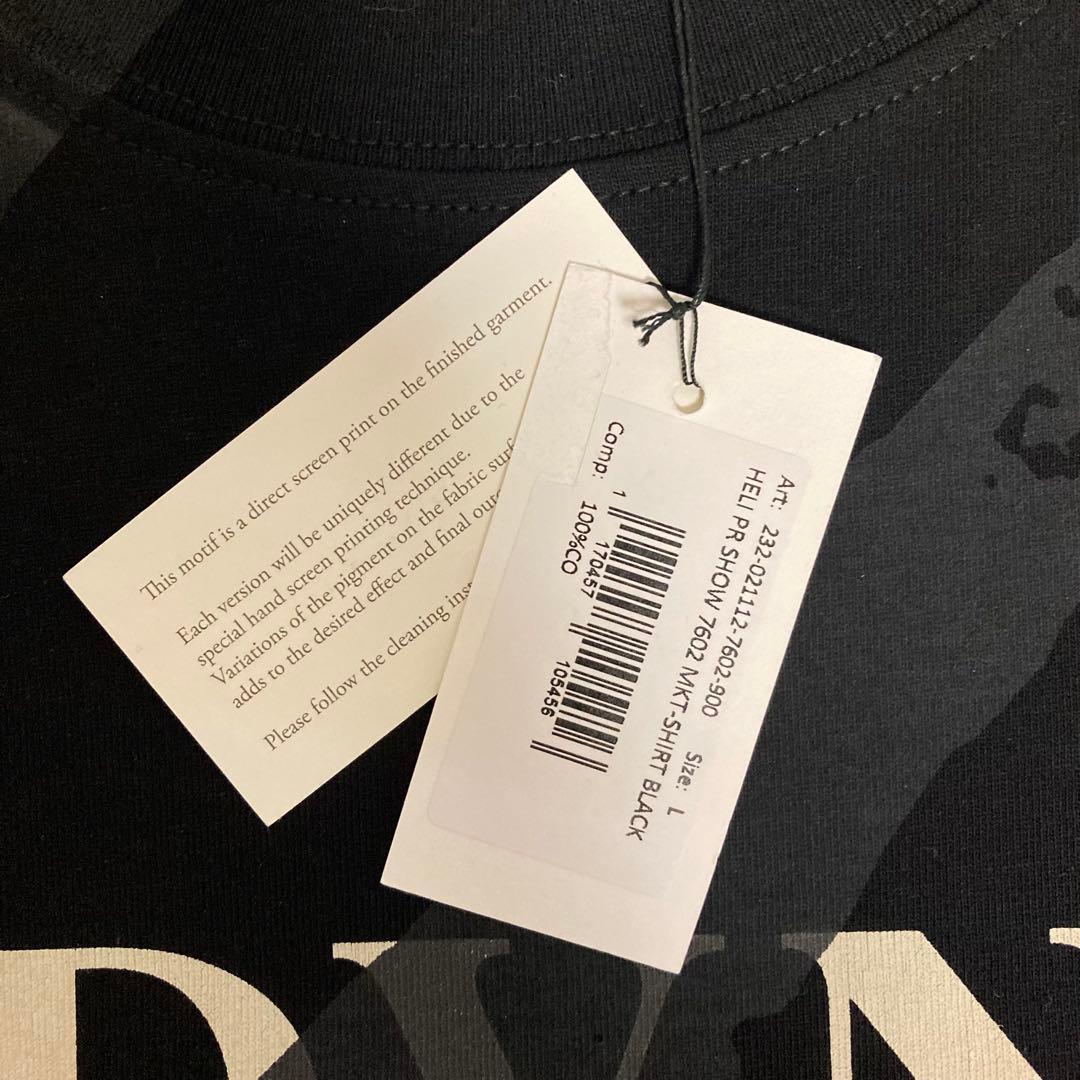 This motif is a direct screen print on the finished garment.
Each version will be uniquely different due to the
special hand screen printing technique.
Variations of the pigment on the fabric
adds to the desired effect and final
Please follow the cleaning
Art: 232-021112-7602-900 Size: L
HELI PR SHOW 7602 MKT-SHIRT BLACK
1 170457 105456
Comp: 100%CO